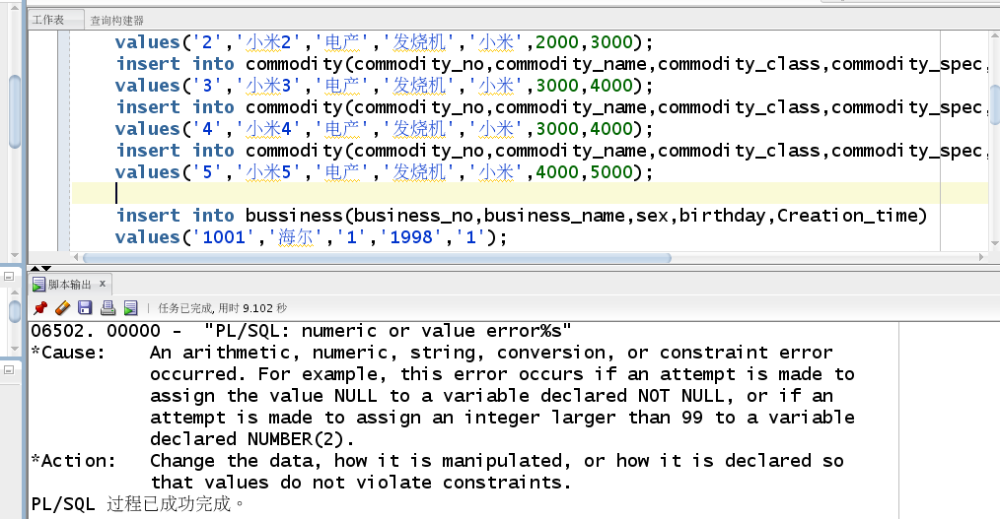 工作表 查询构建器
values('2','小米2','电产','发烧机','小米',2000,3000);
insert into commodity(commodity_no,commodity_name,commodity_class,commodity_spec,
values('3','小米3','电产','发烧机','小米',3000,4000);
insert into commodity(commodity_no,commodity_name,commodity_class,commodity_spec,
values('4','小米4','电产','发烧机','小米',3000,4000);
insert into commodity(commodity_no,commodity_name,commodity_class,commodity_spec,
values('5','小米5','电产','发烧机','小米',4000,5000);
insert into bussiness(business_no,business_name,sex,birthday,Creation_time)
values('1001','海尔','1','1998','1');
脚本输出 x
任务已完成, 用时 9.102 秒
06502. 00000 - "PL/SQL: numeric or value error%s"
*Cause: An arithmetic, numeric, string, conversion, or constraint error
occurred. For example, this error occurs if an attempt is made to
assign the value NULL to a variable declared NOT NULL, or if an
attempt is made to assign an integer larger than 99 to a variable
declared NUMBER(2).
*Action: Change the data, how it is manipulated, or how it is declared so
that values do not violate constraints.
PL/SQL 过程已成功完成。